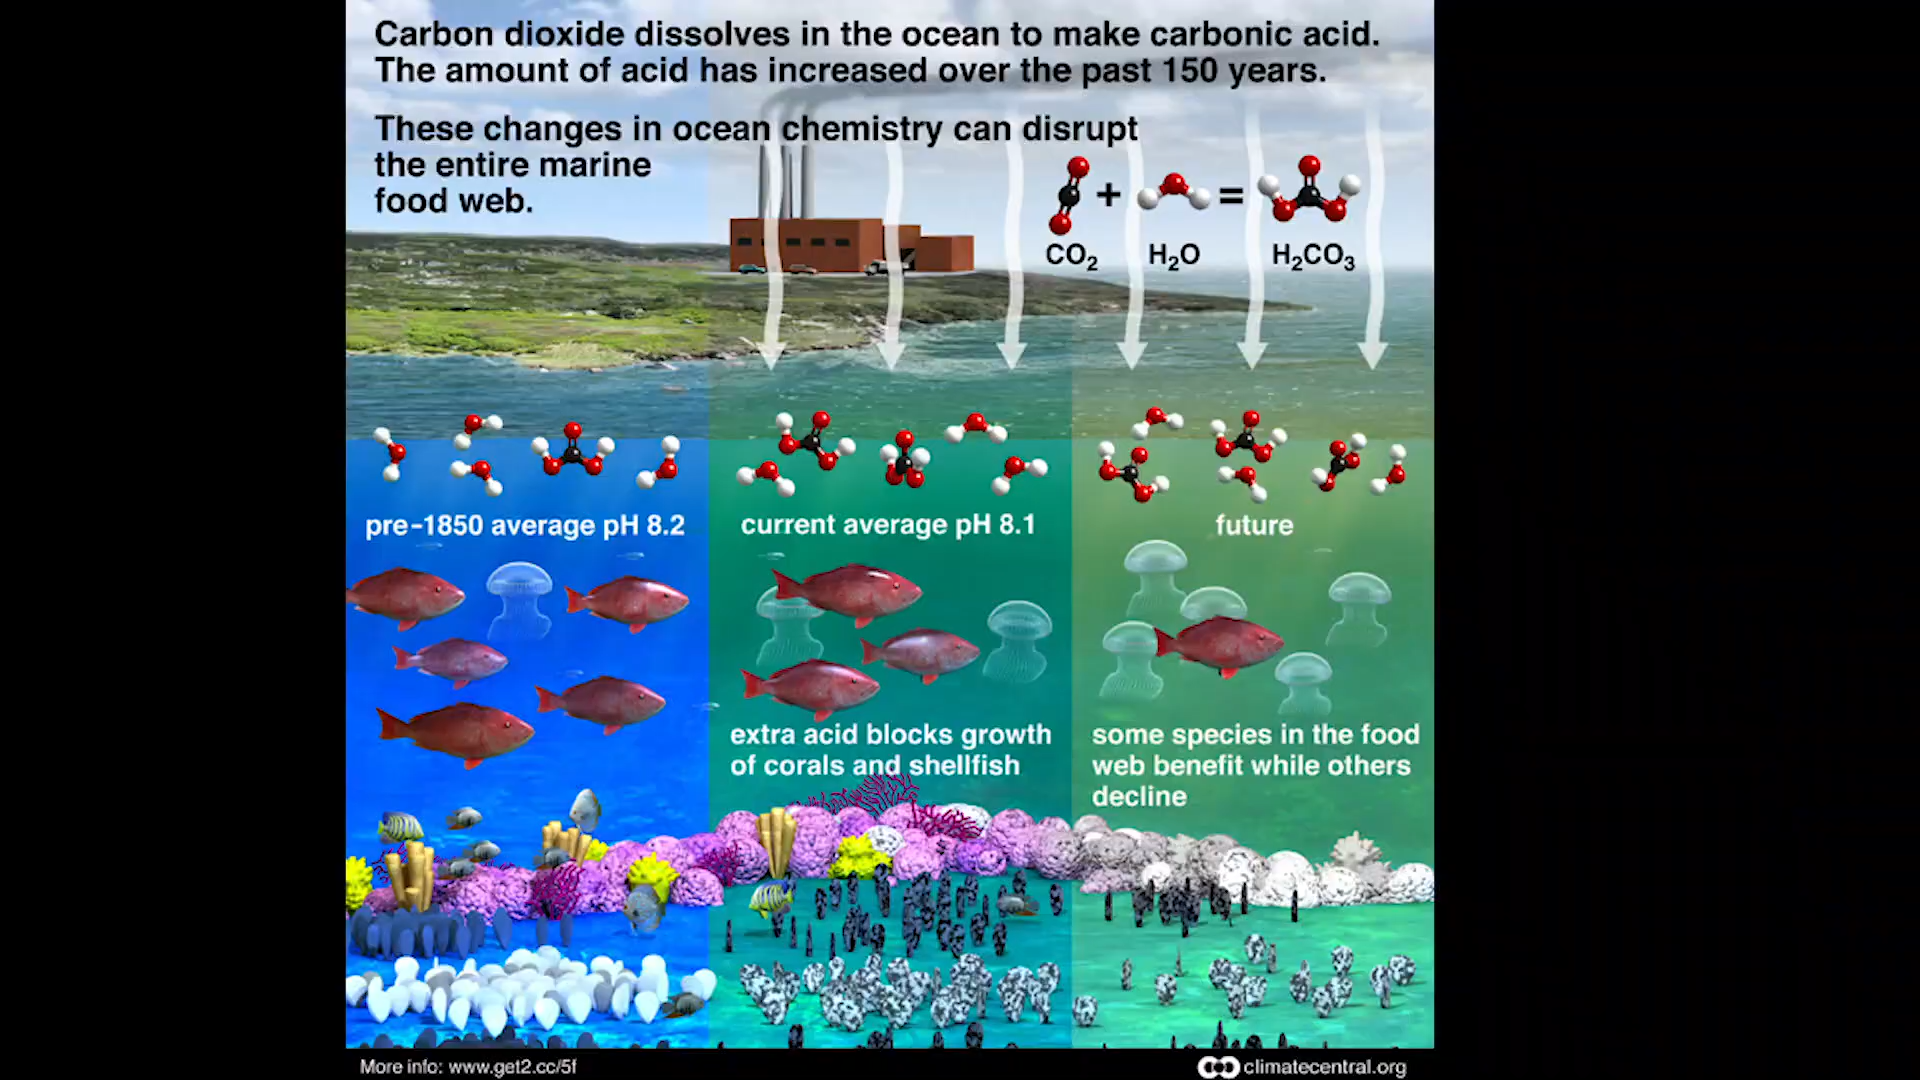 Carbon dioxide dissolves in the ocean to make carbonic acid.
The amount of acid has increased over the past 150 years.
These changes in ocean chemistry can disrupt
the entire marine
food web.
+ =
CO₂ H₂O H₂CO₃
pre-1850 average pH 8.2
current average pH 8.1
future
extra acid blocks growth
of corals and shellfish
some species in the food
web benefit while others
decline
More info: www.get2.cc/5f
climatecentral.org